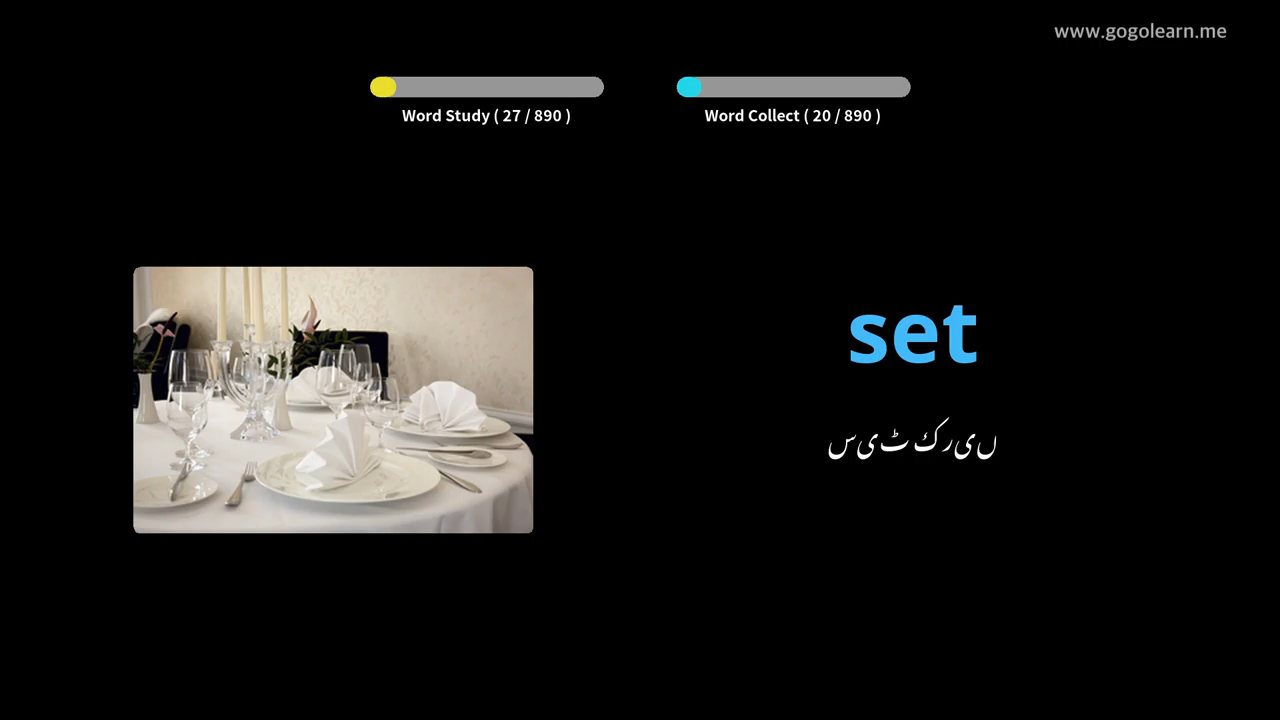 www.gogolearn.me
Word Study ( 27 / 890 )
Word Collect ( 20 / 890 )
set
سیٹ کریں